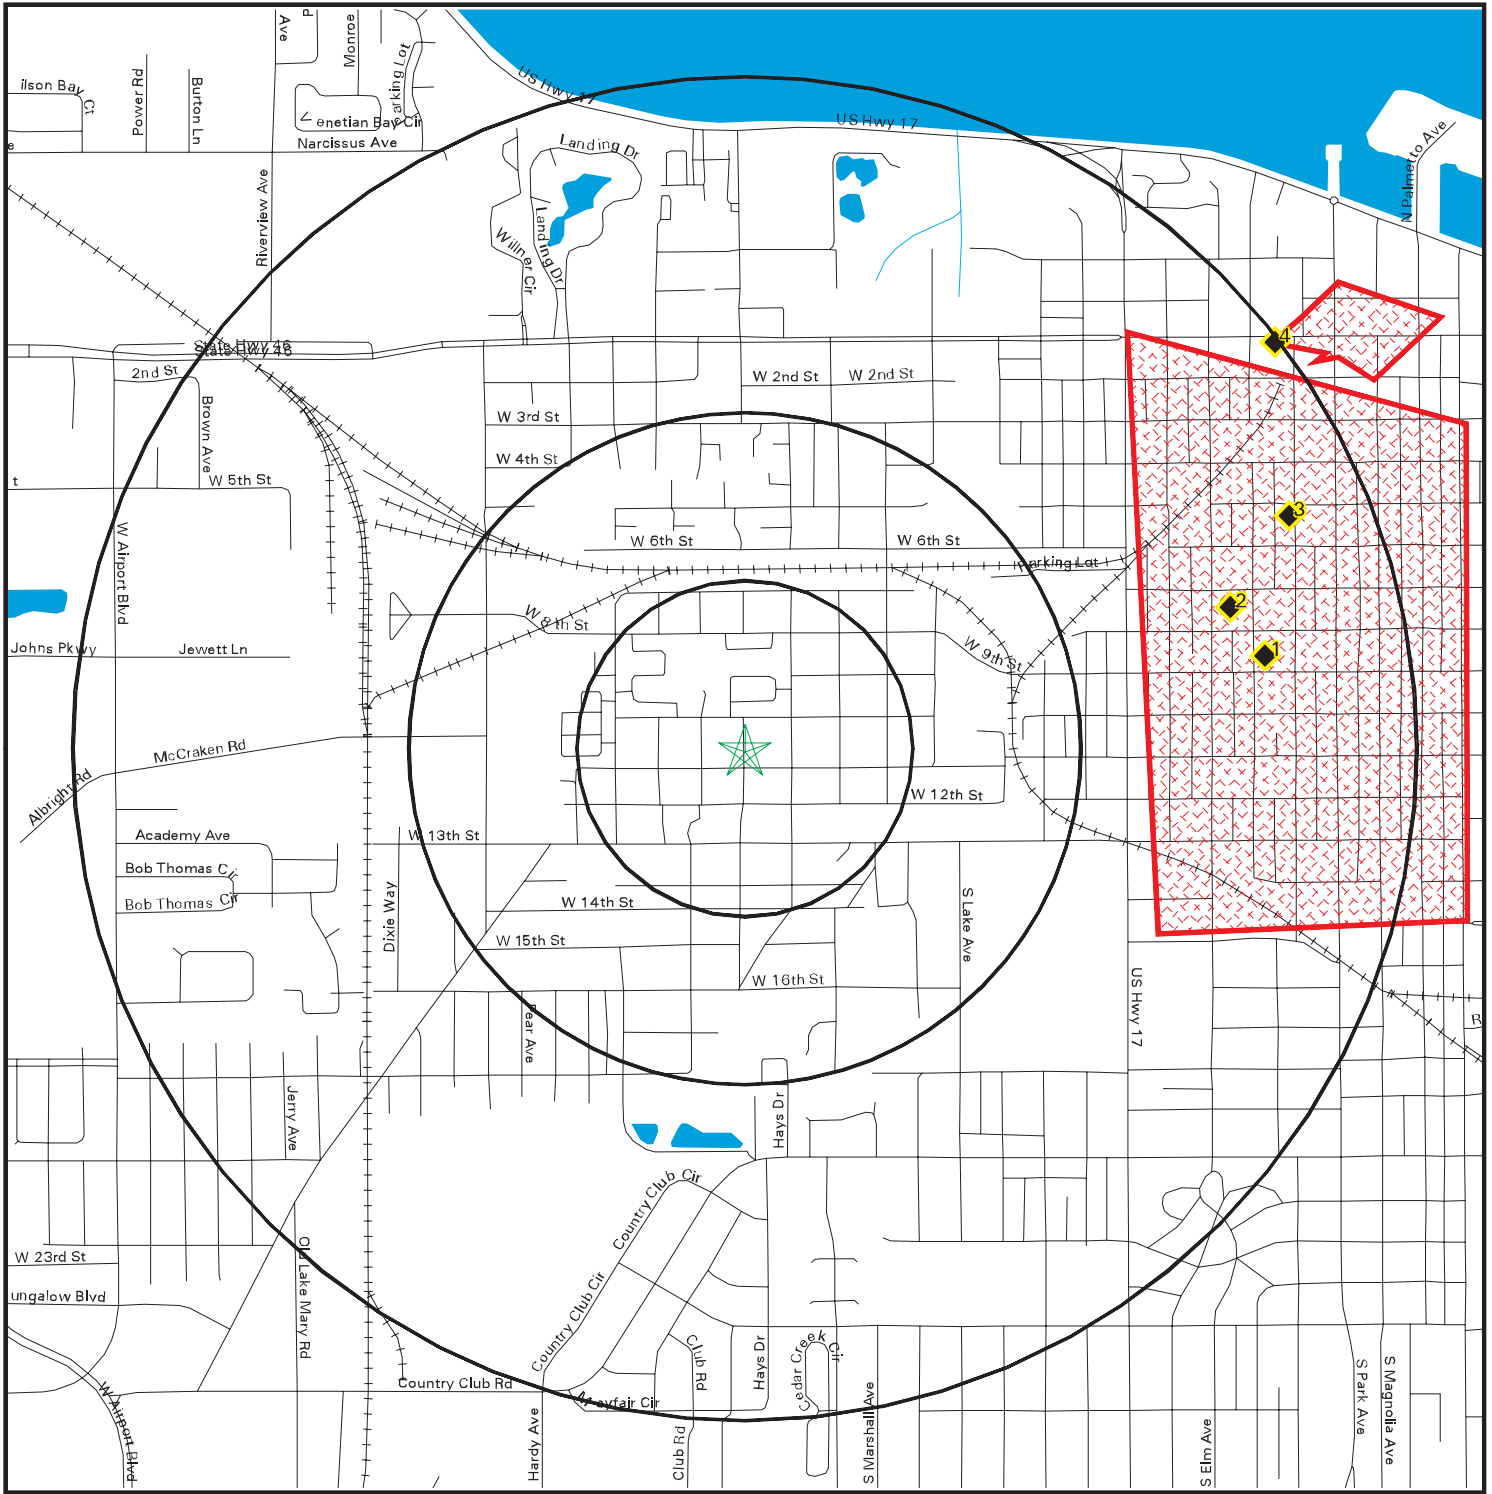 Ave
P
Monroe
arking Lot
US Hwy 17
ilson Bay
Ct
Power Rd
Burton Ln
enetian Bay Cir
Narcissus Ave
e
Landing Dr
US Hwy 17
N Palmetto Ave
Riverview Ave
Landing Dr
Willner Cir
State Hwy 46
State Hwy 46
4
2nd St
W 2nd St
W 2nd St
Brown Ave
W 3rd St
W 4th St
t
W 5th St
3
W Airport Blvd
W 6th St
W 6th St
arking Lot
2
W 8th St
Johns Pkwy
Jewett Ln
W 9th St
1
McCraken Rd
Albright Rd
W 12th St
Academy Ave
W 13th St
Bob Thomas Cir
Bob Thomas Cir
Dixie Way
W 14th St
S Lake Ave
W 15th St
W 16th St
US Hwy 17
R
ear Ave
Jerry Ave
Hays Dr
Country Club Cir
W 23rd St
Old Lake Mary Rd
ungalow Blvd
Country Club Cir
Club Rd
Hays Dr
Cedar Creek Cir
S Park Ave
S Magnolia Ave
W Airport Blvd
Country Club Rd
Mayfair Cir
Hardy Ave
Club Rd
S Marshall Ave
S Elm Ave